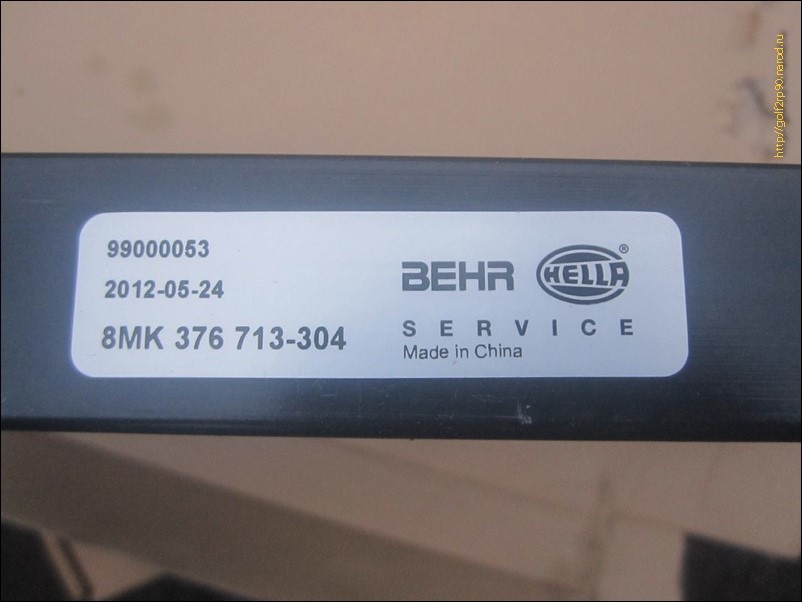 http://golf2rp90.narod.ru
99000053
2012-05-24
8MK 376 713-304
BEHR HELLA®
SERVICE
Made in China